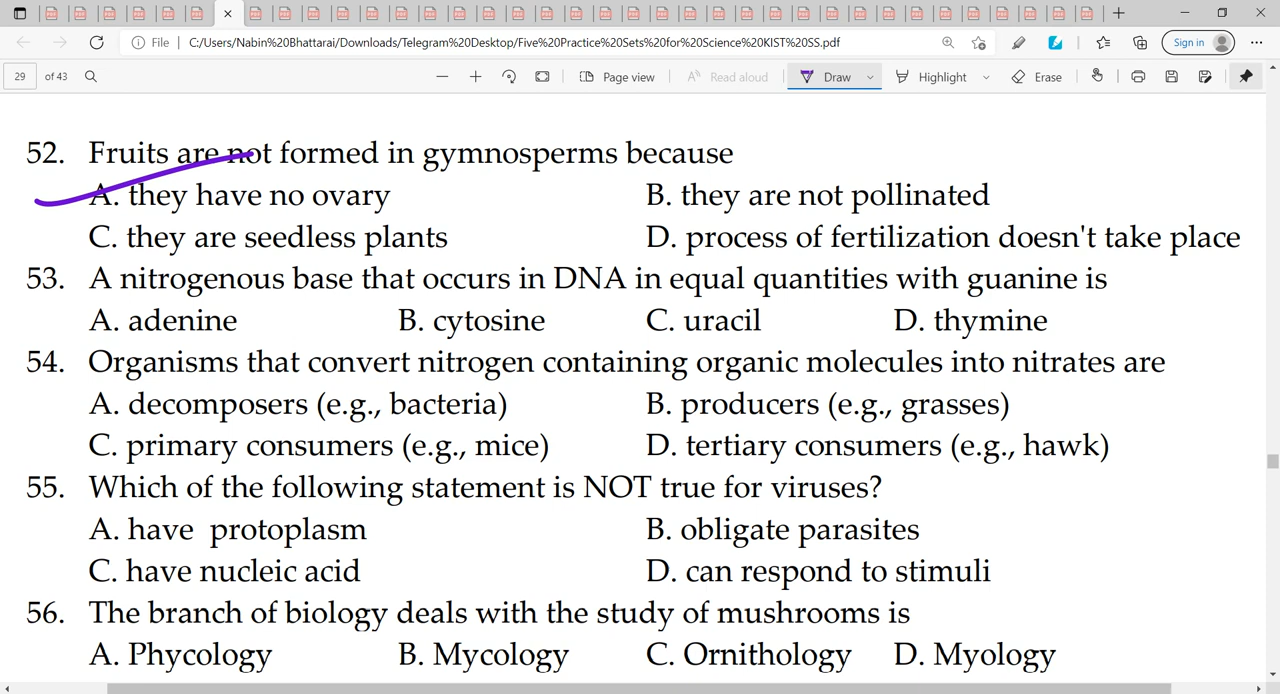 File
C:/Users/Nabin%20Bhattarai/Downloads/Telegram%20Desktop/Five%20Practice%20Sets%20for%20Science%20KIST%20SS.pdf
Sign in
29 of 43
Page view
Read aloud
Draw
Highlight
Erase
52. Fruits are not formed in gymnosperms because
A. they have no ovary B. they are not pollinated
C. they are seedless plants D. process of fertilization doesn't take place
53. A nitrogenous base that occurs in DNA in equal quantities with guanine is
A. adenine B. cytosine C. uracil D. thymine
54. Organisms that convert nitrogen containing organic molecules into nitrates are
A. decomposers (e.g., bacteria) B. producers (e.g., grasses)
C. primary consumers (e.g., mice) D. tertiary consumers (e.g., hawk)
55. Which of the following statement is NOT true for viruses?
A. have protoplasm B. obligate parasites
C. have nucleic acid D. can respond to stimuli
56. The branch of biology deals with the study of mushrooms is
A. Phycology B. Mycology C. Ornithology D. Myology